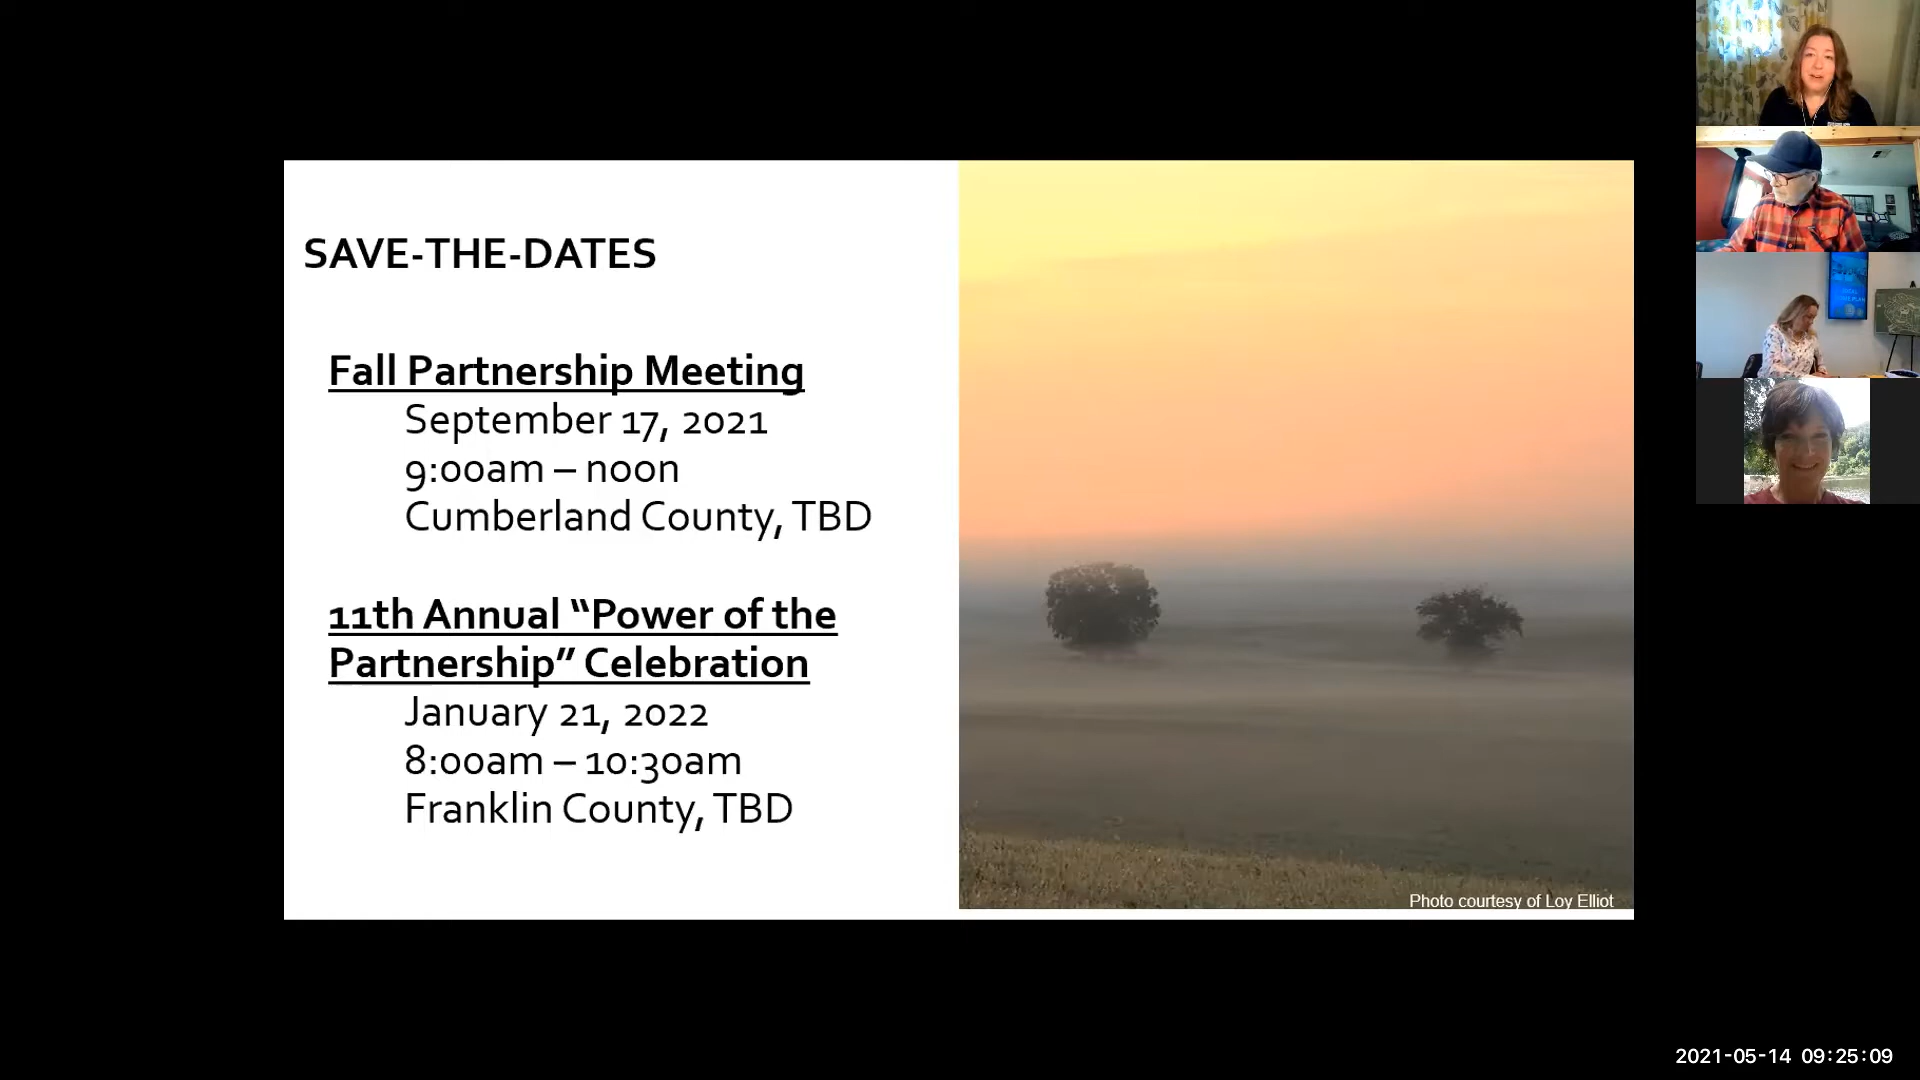 SAVE-THE-DATES
Fall Partnership Meeting
September 17, 2021
9:00am – noon
Cumberland County, TBD
11th Annual “Power of the
Partnership” Celebration
January 21, 2022
8:00am – 10:30am
Franklin County, TBD
Photo courtesy of Loy Elliot
2021-05-14 09:25:09